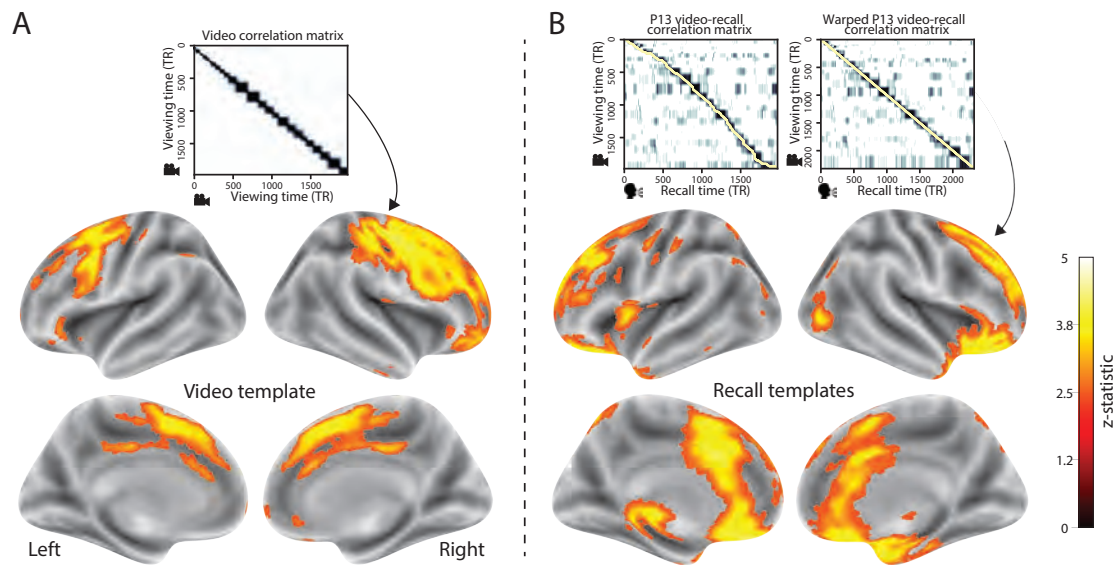 A
Video correlation matrix
Viewing time (TR)
0
500
1000
1500
0
500
1000
1500
Viewing time (TR)
B
P13 video-recall
correlation matrix
Viewing time (TR)
0
500
1000
1500
0
500
1000
1500
Recall time (TR)
Warped P13 video-recall
correlation matrix
Viewing time (TR)
0
500
1000
1500
2000
0
500
1000
1500
2000
Recall time (TR)
Video template
Left
Right
Recall templates
5
3.8
2.5
1.2
0
z-statistic